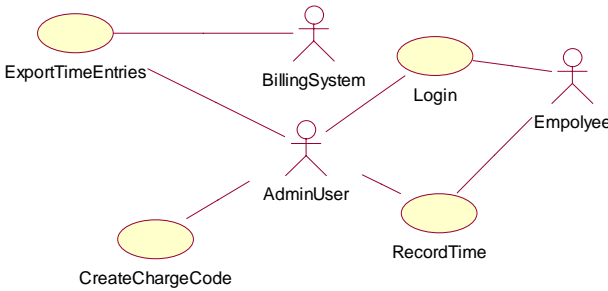 ExportTimeEntries
BillingSystem
Login
Empolyee
AdminUser
RecordTime
CreateChargeCode